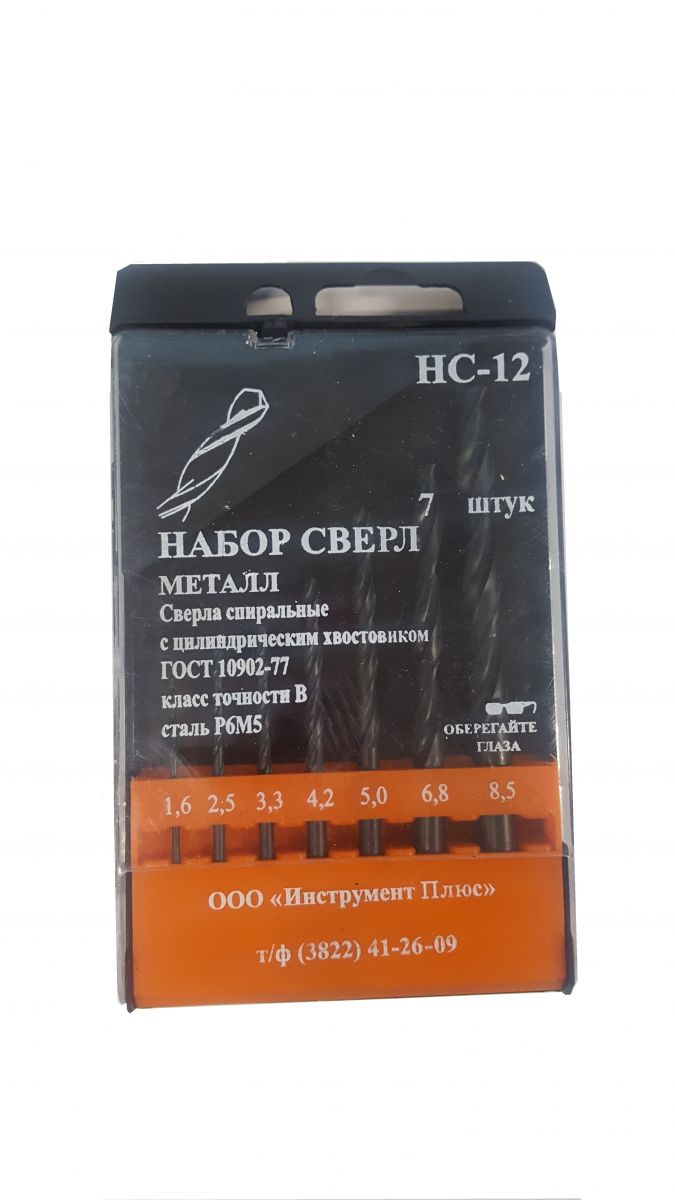 НС-12
7 штук
НАБОР СВЕРЛ
МЕТАЛЛ
Сверла спиральные
с цилиндрическим хвостовиком
ГОСТ 10902-77
класс точности В
сталь Р6М5
ОБЕРЕГАЙТЕ
ГЛАЗА
1,6 2,5 3,3 4,2 5,0 6,8 8,5
ООО «Инструмент Плюс»
т/ф (3822) 41-26-09